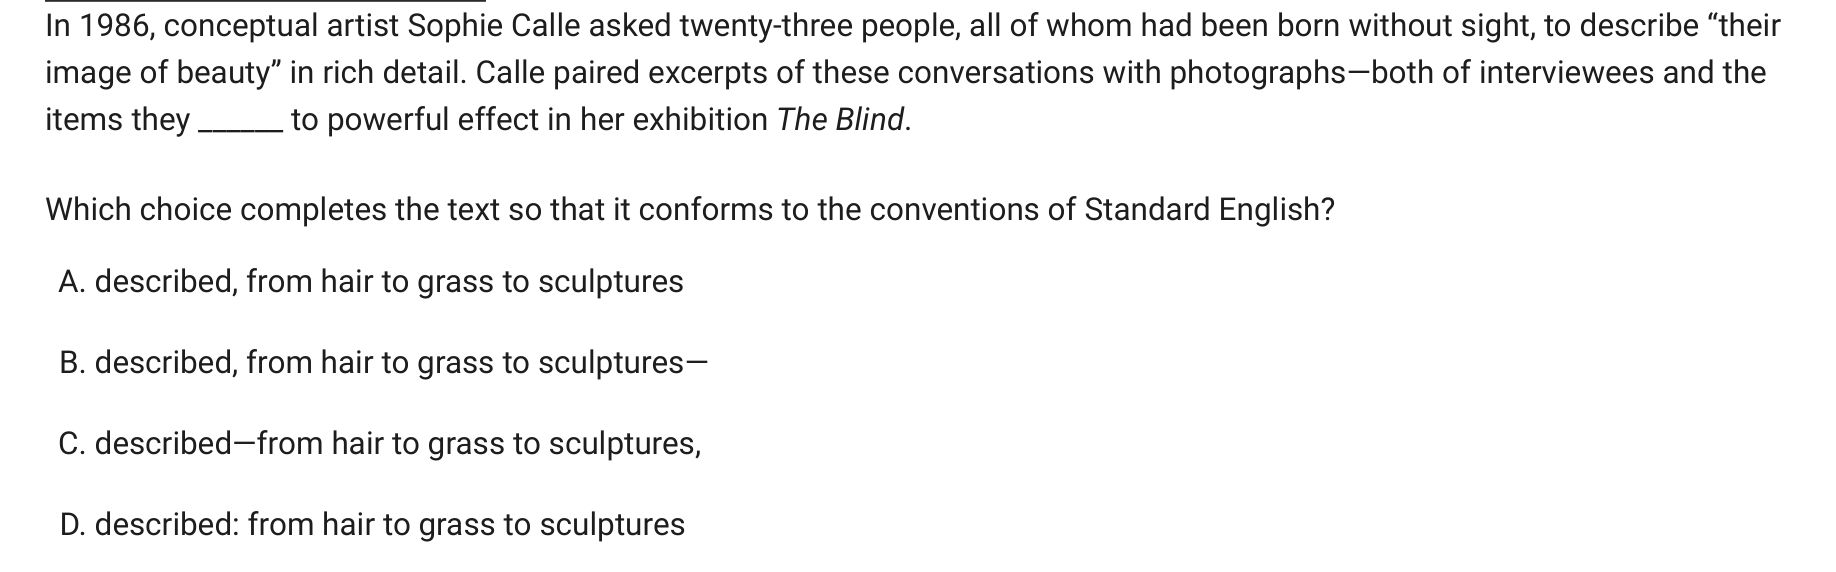 In 1986, conceptual artist Sophie Calle asked twenty-three people, all of whom had been born without sight, to describe “their
image of beauty” in rich detail. Calle paired excerpts of these conversations with photographs—both of interviewees and the
items they ______ to powerful effect in her exhibition The Blind.
Which choice completes the text so that it conforms to the conventions of Standard English?
A. described, from hair to grass to sculptures
B. described, from hair to grass to sculptures—
C. described—from hair to grass to sculptures,
D. described: from hair to grass to sculptures